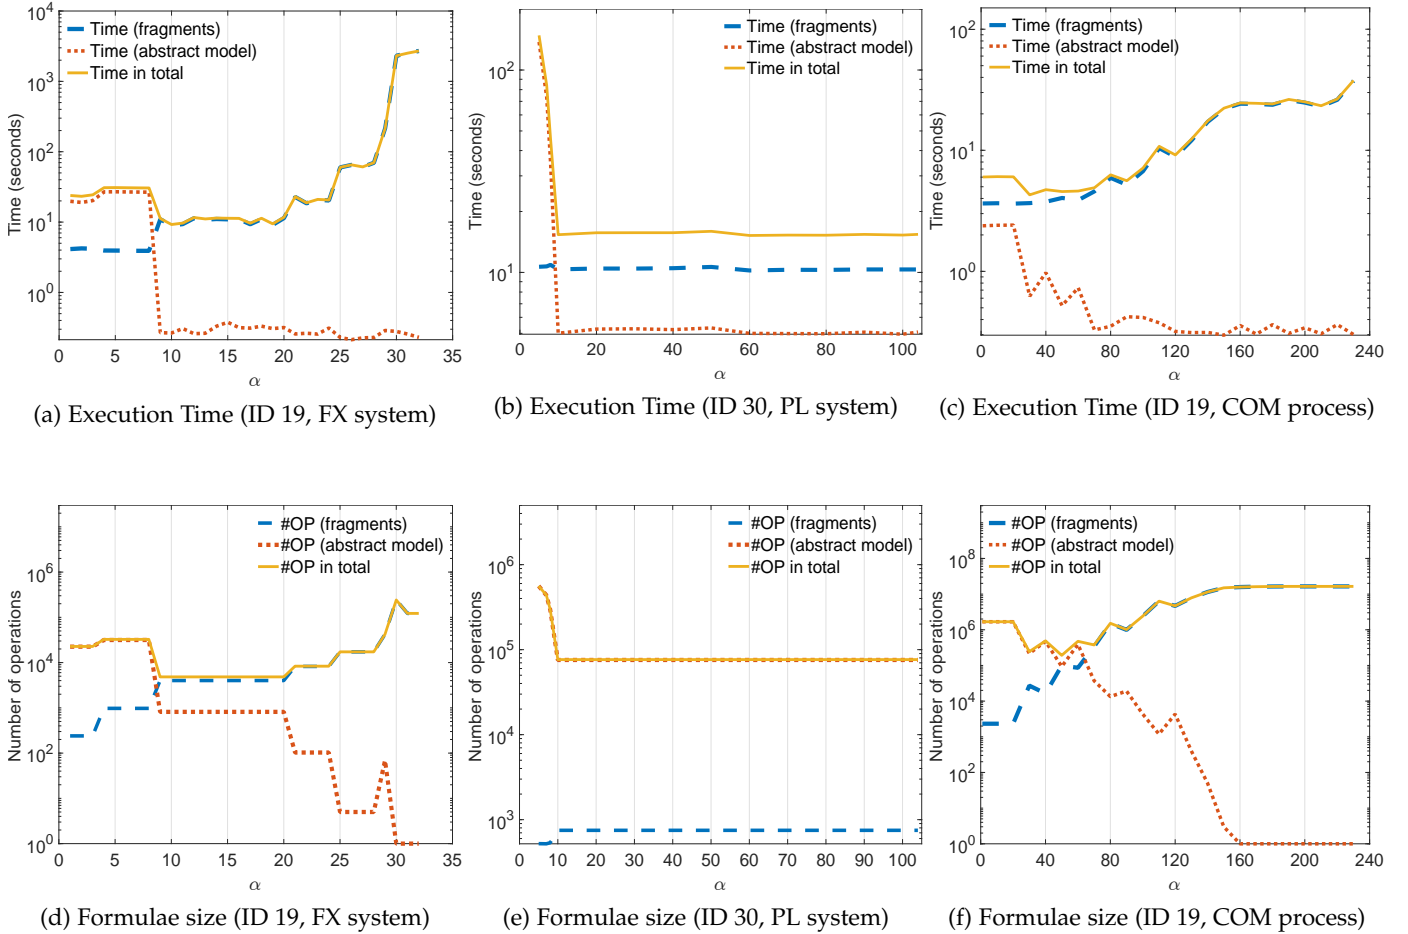 Time (seconds)
10^4
10^3
10^2
10^1
10^0
Time (fragments)
Time (abstract model)
Time in total
0 5 10 15 20 25 30 35
α
(a) Execution Time (ID 19, FX system)
Time (seconds)
10^2
10^1
Time (fragments)
Time (abstract model)
Time in total
0 20 40 60 80 100
α
(b) Execution Time (ID 30, PL system)
Time (seconds)
10^2
10^1
10^0
Time (fragments)
Time (abstract model)
Time in total
0 40 80 120 160 200 240
α
(c) Execution Time (ID 19, COM process)
Number of operations
10^6
10^4
10^2
10^0
#OP (fragments)
#OP (abstract model)
#OP in total
0 5 10 15 20 25 30 35
α
(d) Formulae size (ID 19, FX system)
Number of operations
10^6
10^5
10^4
10^3
#OP (fragments)
#OP (abstract model)
#OP in total
0 10 20 30 40 50 60 70 80 90 100
α
(e) Formulae size (ID 30, PL system)
Number of operations
10^8
10^6
10^4
10^2
10^0
#OP (fragments)
#OP (abstract model)
#OP in total
0 40 80 120 160 200 240
α
(f) Formulae size (ID 19, COM process)